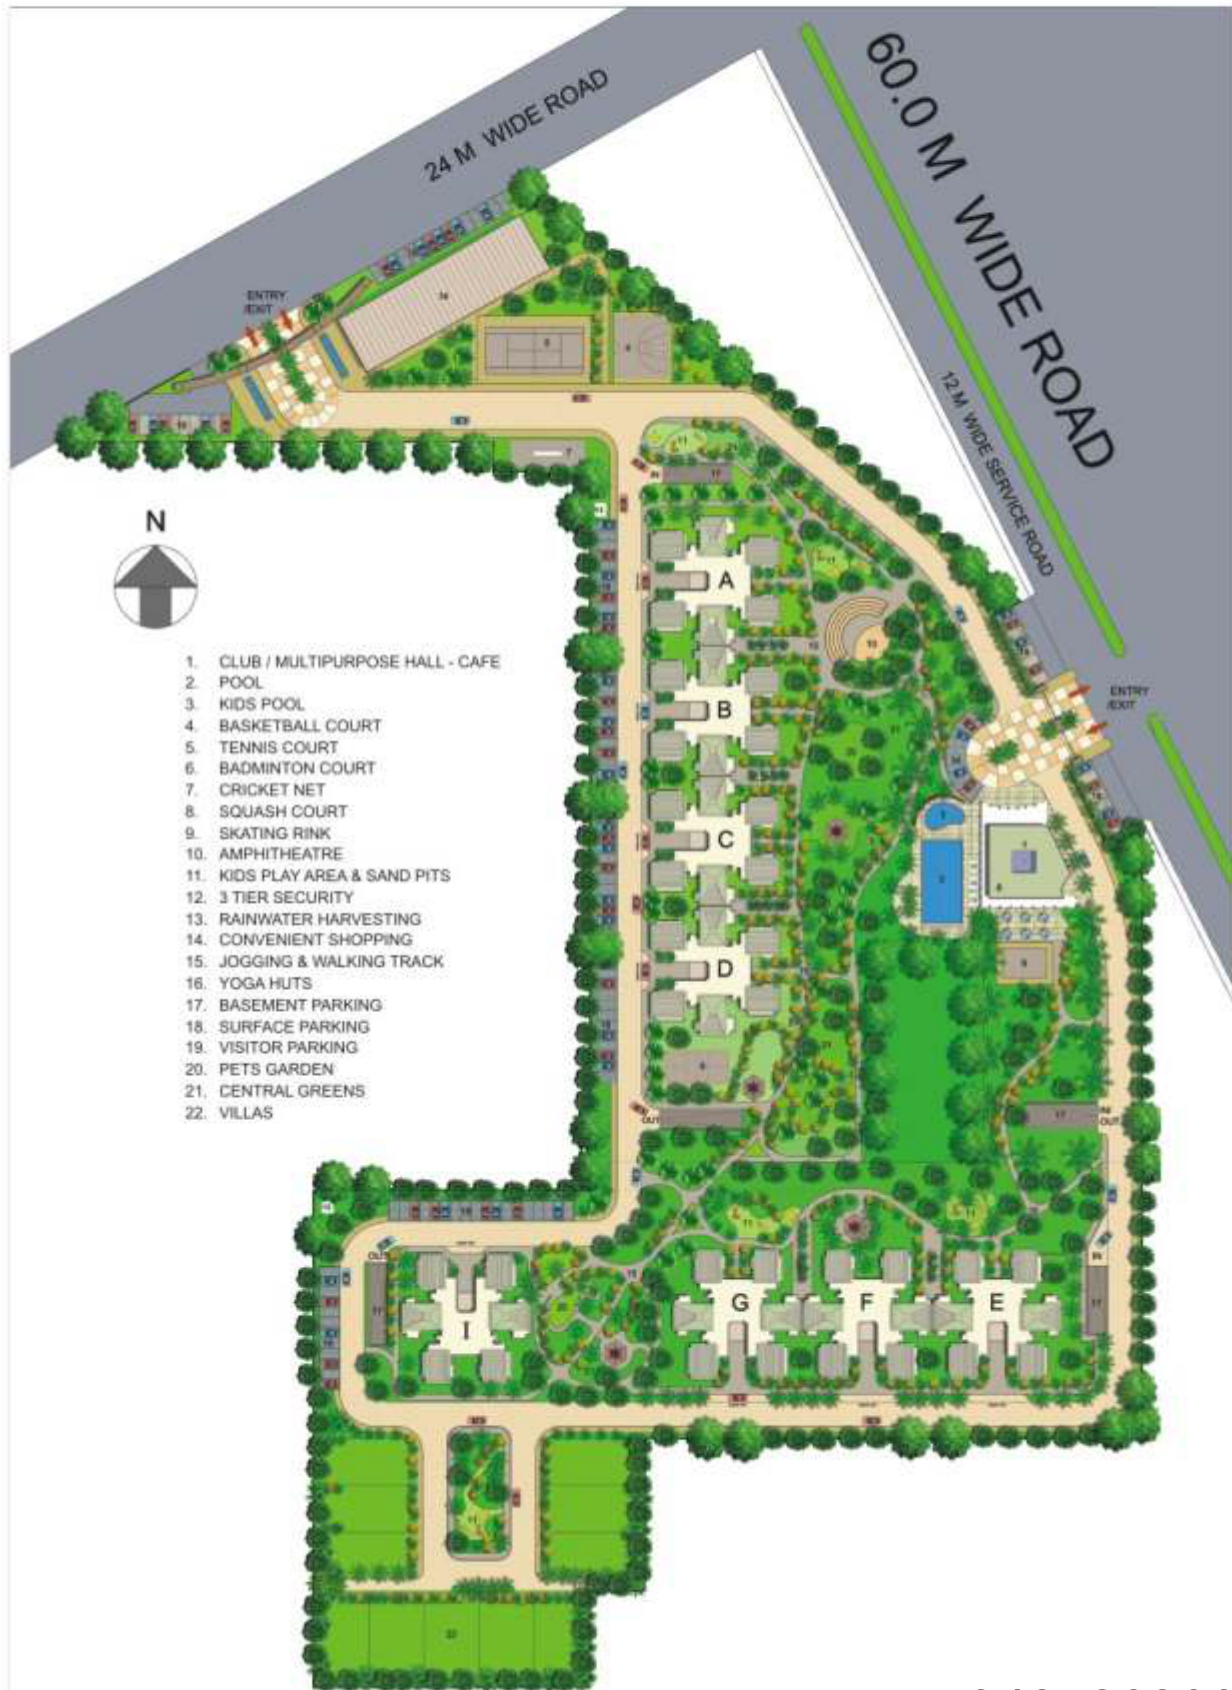 24 M WIDE ROAD
60.0 M WIDE ROAD
12 M WIDE SERVICE ROAD
ENTRY
/EXIT
N
IN
A
ENTRY
/EXIT
B
C
D
OUT
IN
OUT
1. CLUB / MULTIPURPOSE HALL - CAFE
2. POOL
3. KIDS POOL
4. BASKETBALL COURT
5. TENNIS COURT
6. BADMINTON COURT
7. CRICKET NET
8. SQUASH COURT
9. SKATING RINK
10. AMPHITHEATRE
11. KIDS PLAY AREA & SAND PITS
12. 3 TIER SECURITY
13. RAINWATER HARVESTING
14. CONVENIENT SHOPPING
15. JOGGING & WALKING TRACK
16. YOGA HUTS
17. BASEMENT PARKING
18. SURFACE PARKING
19. VISITOR PARKING
20. PETS GARDEN
21. CENTRAL GREENS
22. VILLAS
OUT
IN
I
G
F
E
22